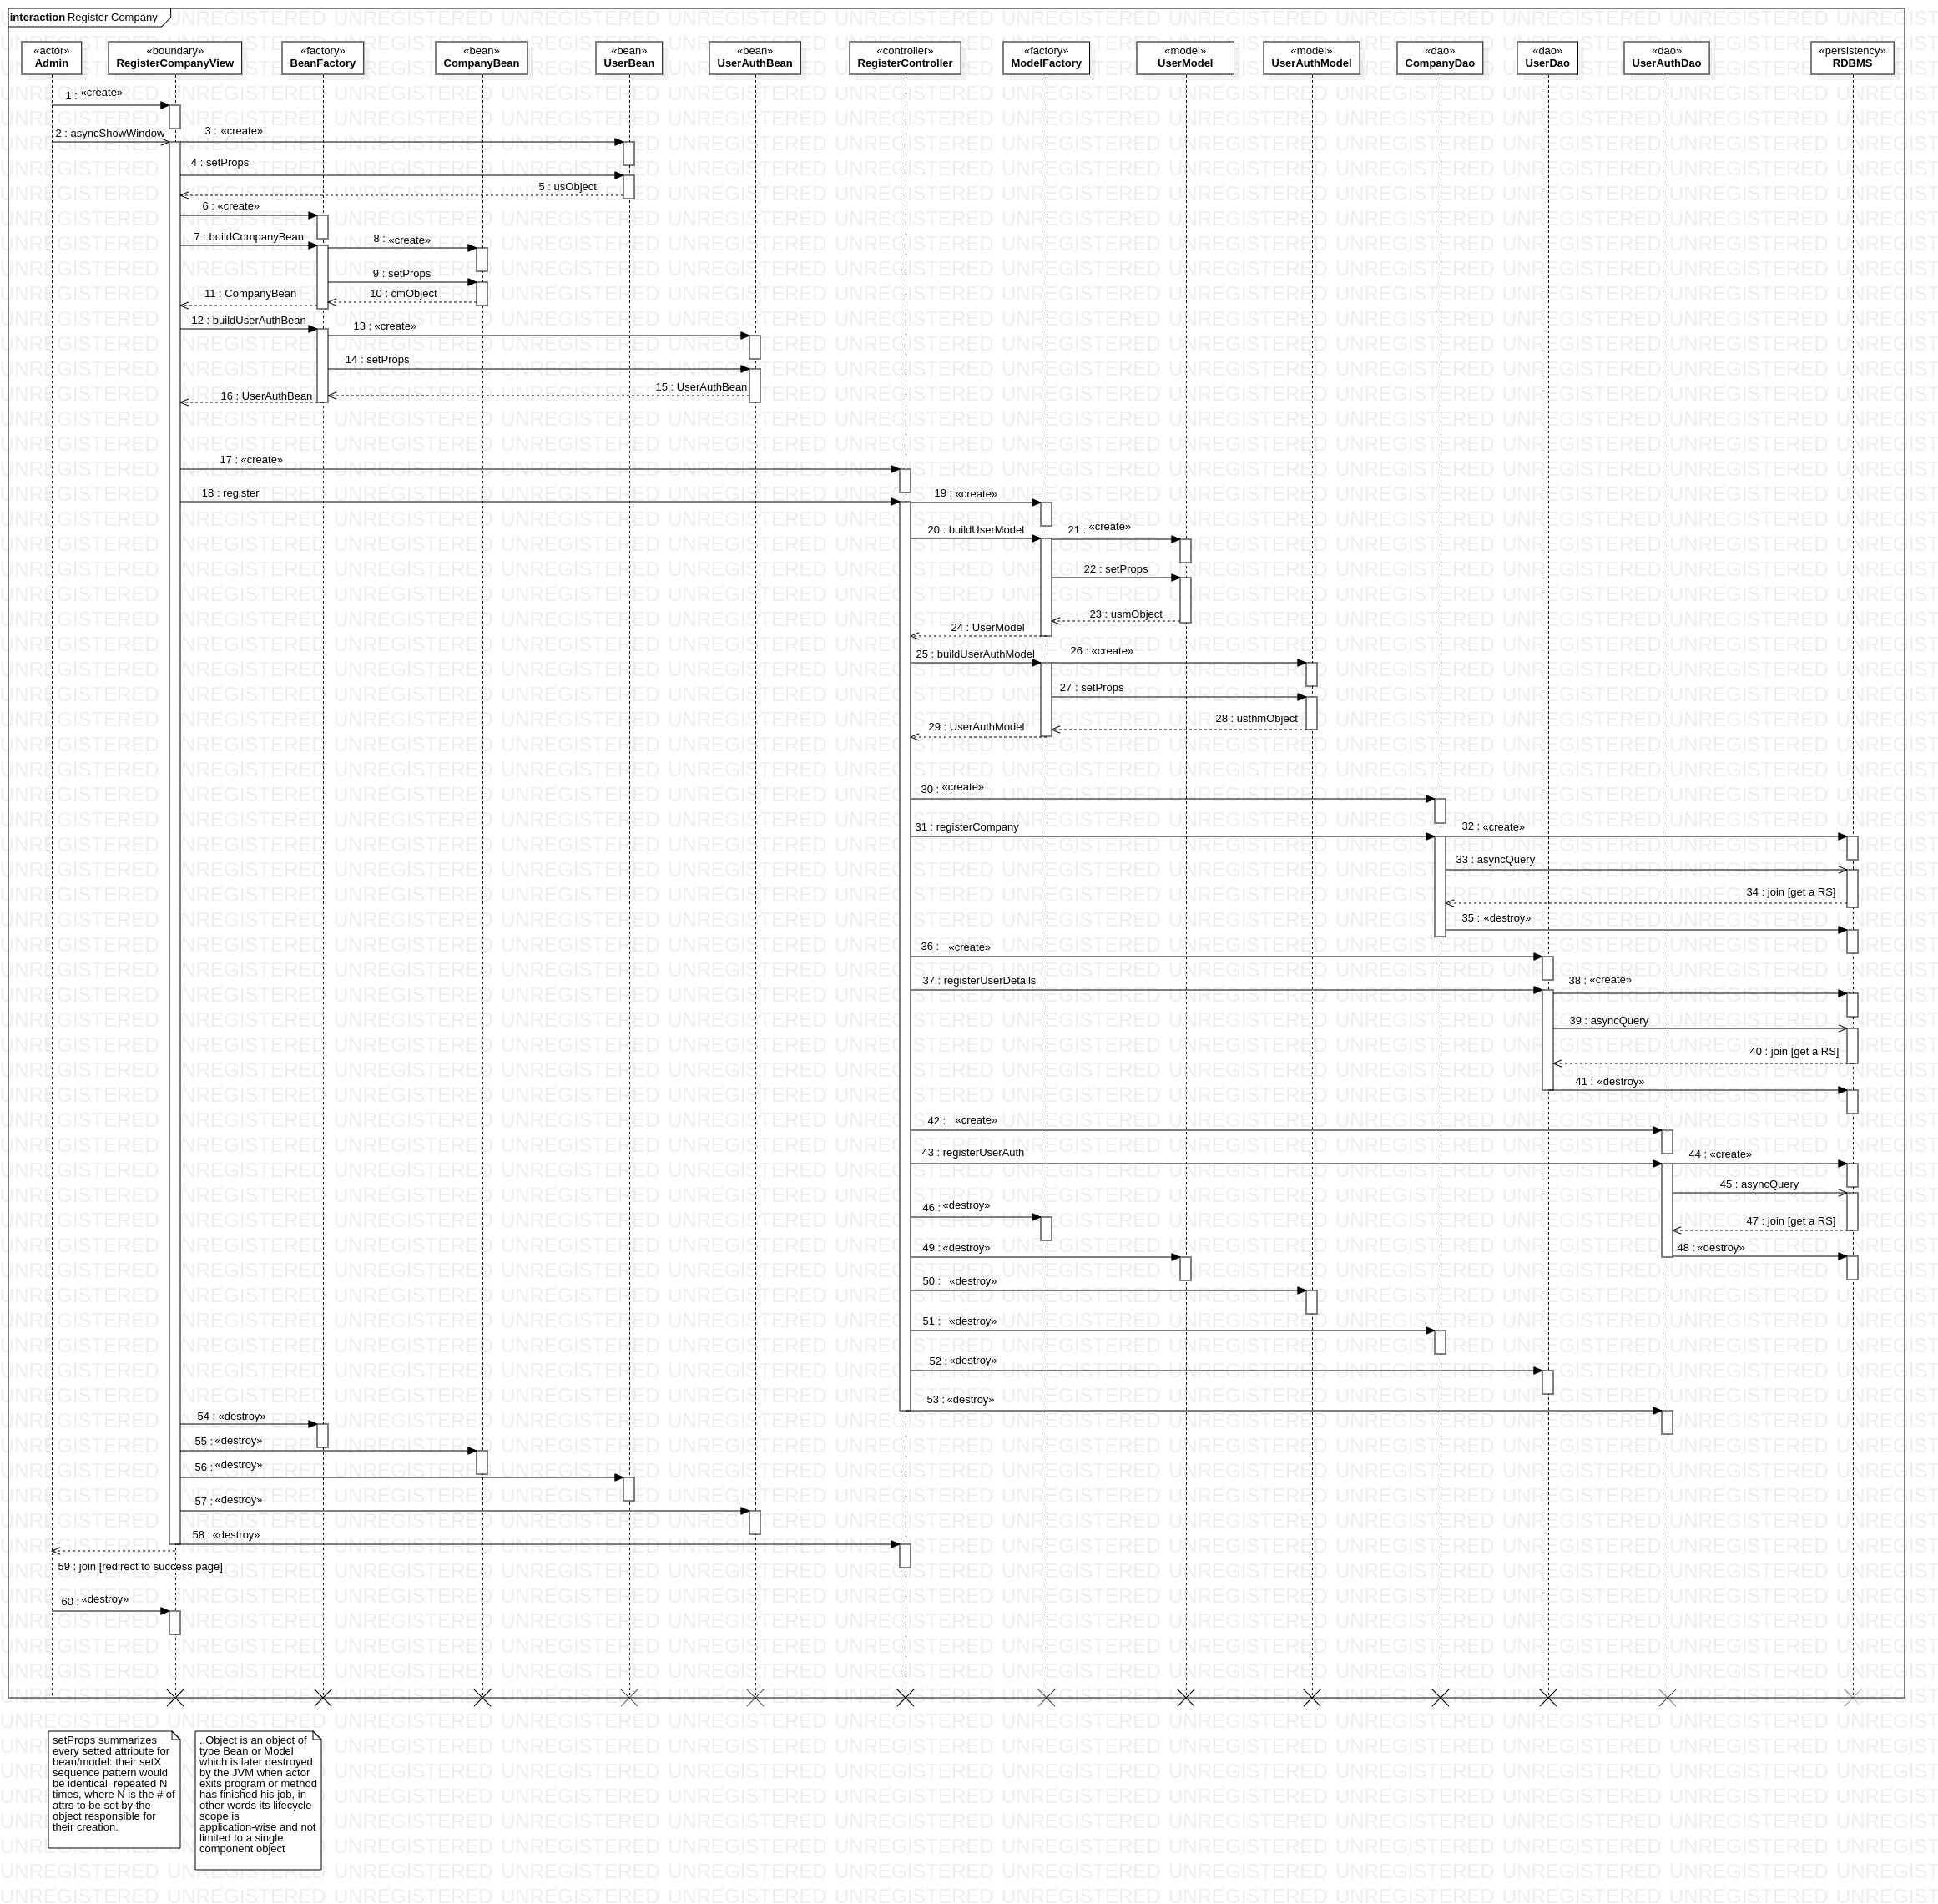 interaction Register Company
«actor»
Admin
«boundary»
RegisterCompanyView
«factory»
BeanFactory
«bean»
CompanyBean
«bean»
UserBean
«bean»
UserAuthBean
«controller»
RegisterController
«factory»
ModelFactory
«model»
UserModel
«model»
UserAuthModel
«dao»
CompanyDao
«dao»
UserDao
«dao»
UserAuthDao
«persistency»
RDBMS
1 : «create»
2 : asyncShowWindow
3 : «create»
4 : setProps
5 : usObject
6 : «create»
7 : buildCompanyBean
8 : «create»
9 : setProps
10 : cmObject
11 : CompanyBean
12 : buildUserAuthBean
13 : «create»
14 : setProps
15 : UserAuthBean
16 : UserAuthBean
17 : «create»
18 : register
19 : «create»
20 : buildUserModel
21 : «create»
22 : setProps
23 : usmObject
24 : UserModel
25 : buildUserAuthModel
26 : «create»
27 : setProps
28 : usthmObject
29 : UserAuthModel
30 : «create»
31 : registerCompany
32 : «create»
33 : asyncQuery
34 : join [get a RS]
35 : «destroy»
36 : «create»
37 : registerUserDetails
38 : «create»
39 : asyncQuery
40 : join [get a RS]
41 : «destroy»
42 : «create»
43 : registerUserAuth
44 : «create»
45 : asyncQuery
46 : «destroy»
47 : join [get a RS]
48 : «destroy»
49 : «destroy»
50 : «destroy»
51 : «destroy»
52 : «destroy»
53 : «destroy»
54 : «destroy»
55 : «destroy»
56 : «destroy»
57 : «destroy»
58 : «destroy»
59 : join [redirect to success page]
60 : «destroy»
setProps summarizes
every setted attribute for
bean/model: their setX
sequence pattern would
be identical, repeated N
times, where N is the # of
attrs to be set by the
object responsible for
their creation.
..Object is an object of
type Bean or Model
which is later destroyed
by the JVM when actor
exits program or method
has finished his job, in
other words its lifecycle
scope is
application-wise and not
limited to a single
component object
UNREGISTERED